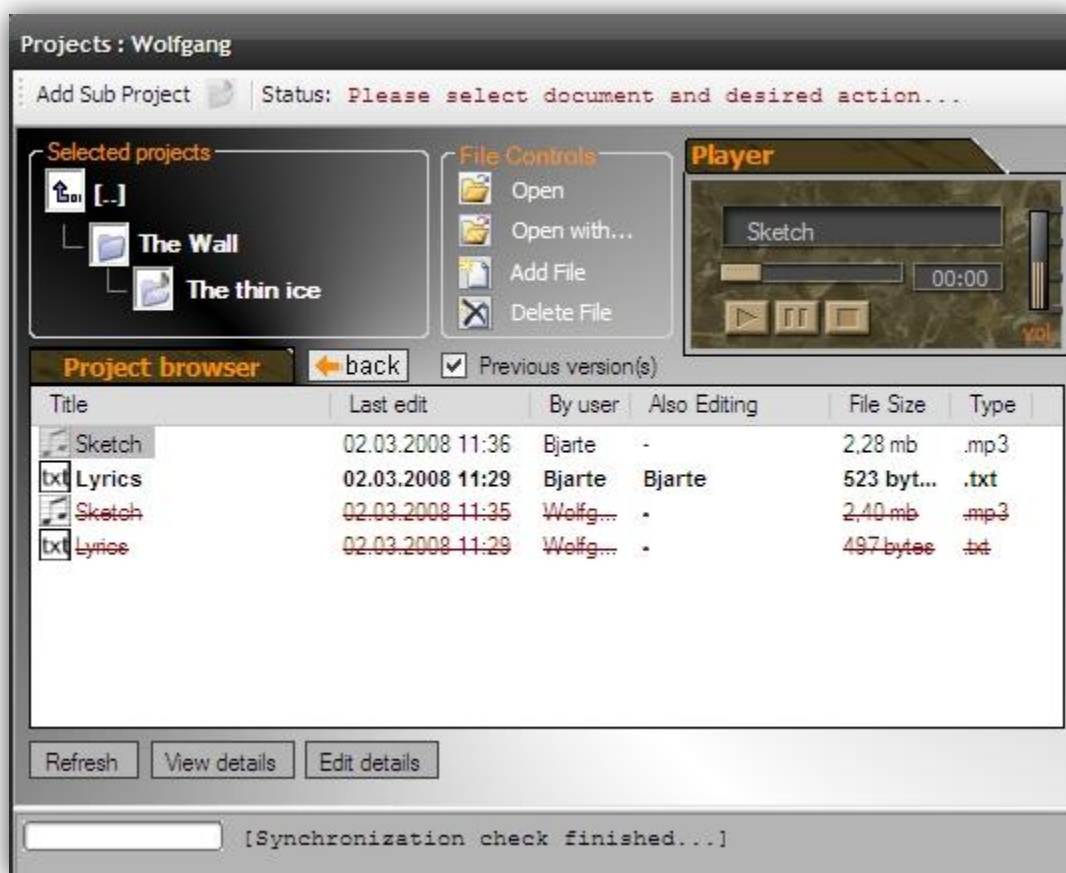 Projects : Wolfgang
Add Sub Project Status: Please select document and desired action...
Selected projects
[..]
The Wall
The thin ice
File Controls
Open
Open with...
Add File
Delete File
Player
Sketch
00:00
vol
Project browser back Previous version(s)
Title Last edit By user Also Editing File Size Type
Sketch 02.03.2008 11:36 Bjarte - 2,28 mb .mp3
txt Lyrics 02.03.2008 11:29 Bjarte Bjarte 523 byt... .txt
Sketch 02.03.2008 11:35 Wolfg... - 2,40 mb .mp3
txt Lyrics 02.03.2008 11:29 Wolfg... - 497 bytes .txt
Refresh View details Edit details
[Synchronization check finished...]